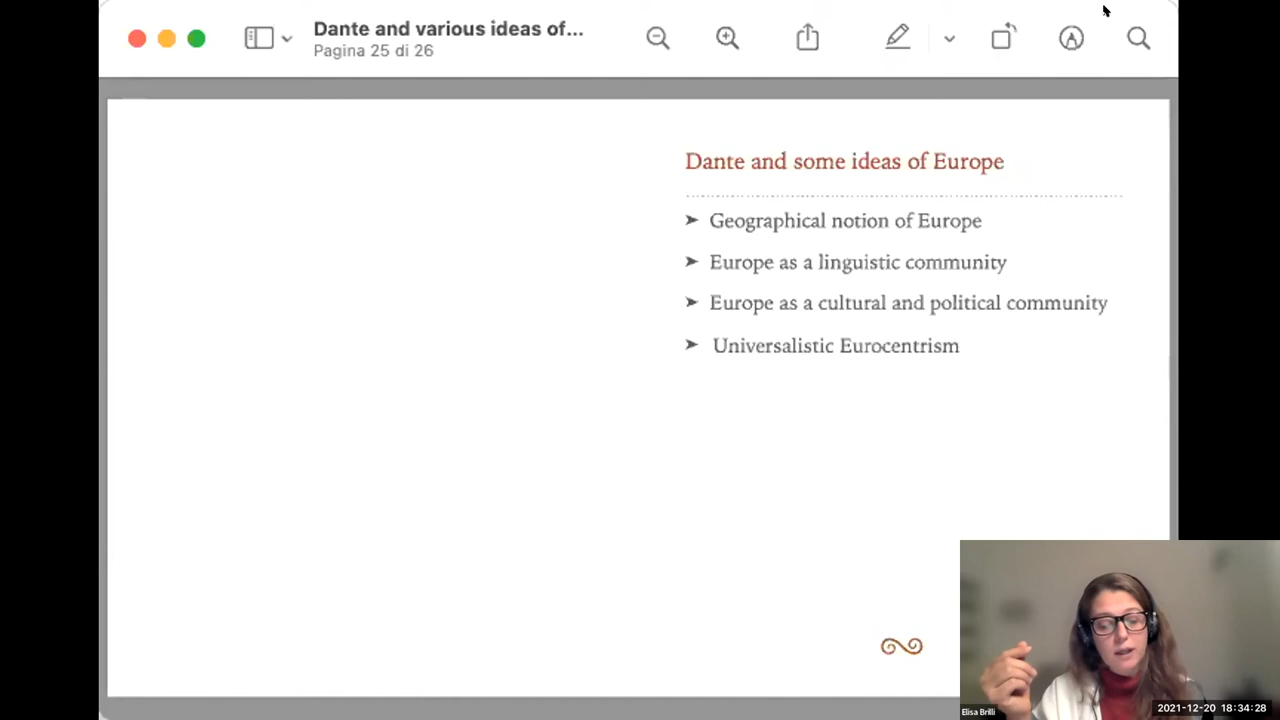 Dante and various ideas of...
Pagina 25 di 26
Dante and some ideas of Europe
➤ Geographical notion of Europe
➤ Europe as a linguistic community
➤ Europe as a cultural and political community
➤ Universalistic Eurocentrism
Elisa Brilli
2021-12-20 18:34:28